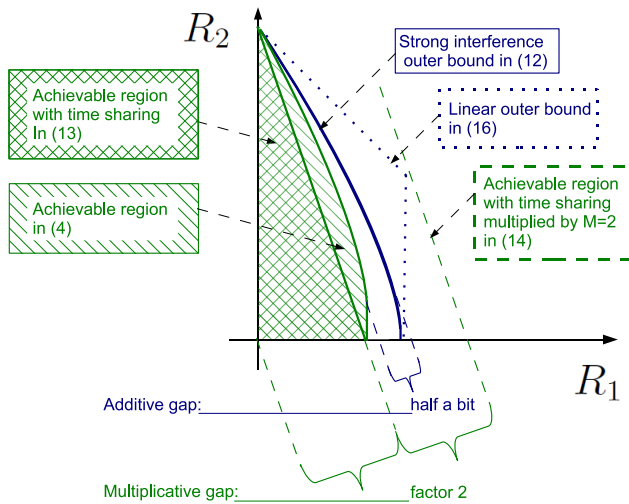 R2
Strong interference
outer bound in (12)
Achievable region
with time sharing
In (13)
Linear outer bound
in (16)
Achievable region
with time sharing
multiplied by M=2
in (14)
Achievable region
in (4)
R1
Additive gap:____________________half a bit
Multiplicative gap:______________factor 2